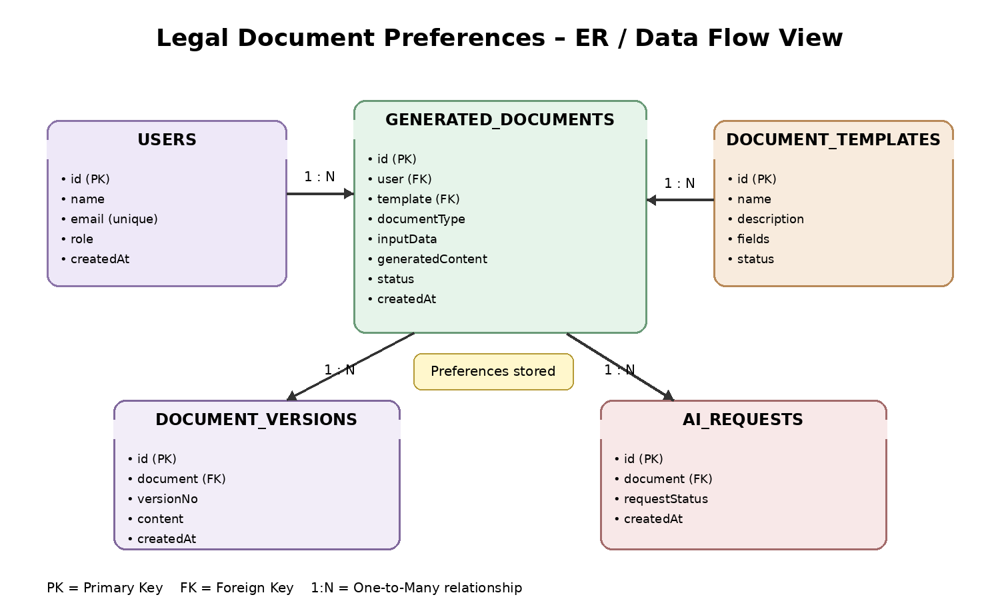 Legal Document Preferences – ER / Data Flow View
USERS
• id (PK)
• name
• email (unique)
• role
• createdAt
1 : N
GENERATED_DOCUMENTS
• id (PK)
• user (FK)
• template (FK)
• documentType
• inputData
• generatedContent
• status
• createdAt
1 : N
DOCUMENT_TEMPLATES
• id (PK)
• name
• description
• fields
• status
1 : N
Preferences stored
1 : N
DOCUMENT_VERSIONS
• id (PK)
• document (FK)
• versionNo
• content
• createdAt
AI_REQUESTS
• id (PK)
• document (FK)
• requestStatus
• createdAt
PK = Primary Key    FK = Foreign Key    1:N = One-to-Many relationship